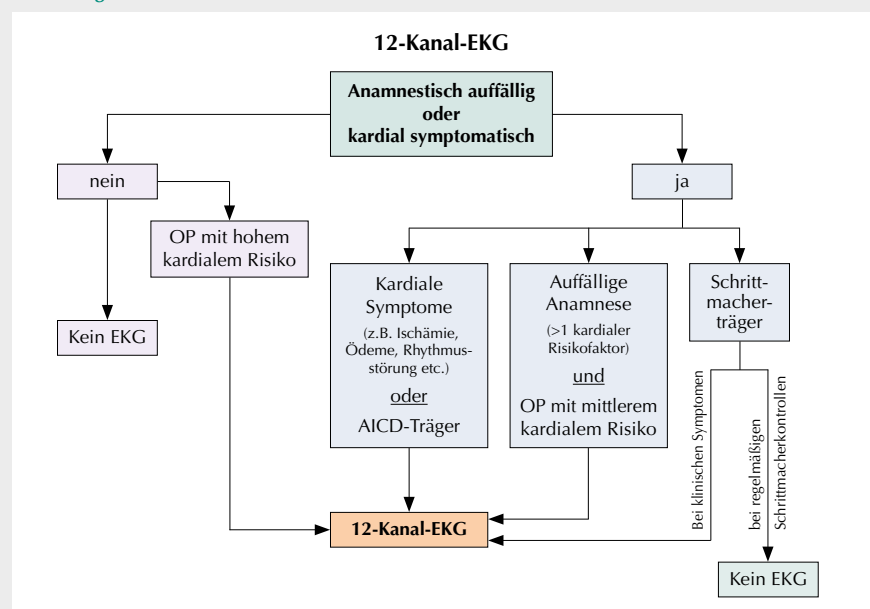 12-Kanal-EKG
Anamnestisch auffällig
oder
kardial symptomatisch
nein
ja
OP mit hohem
kardialem Risiko
Kein EKG
Kardiale
Symptome
(z.B. Ischämie,
Ödeme, Rhythmus-
störung etc.)
oder
AICD-Träger
Auffällige
Anamnese
(>1 kardialer
Risikofaktor)
und
OP mit mittlerem
kardialem Risiko
Schritt-
macher-
träger
Bei klinischen Symptomen
bei regelmäßigen
Schrittmacherkontrollen
12-Kanal-EKG
Kein EKG